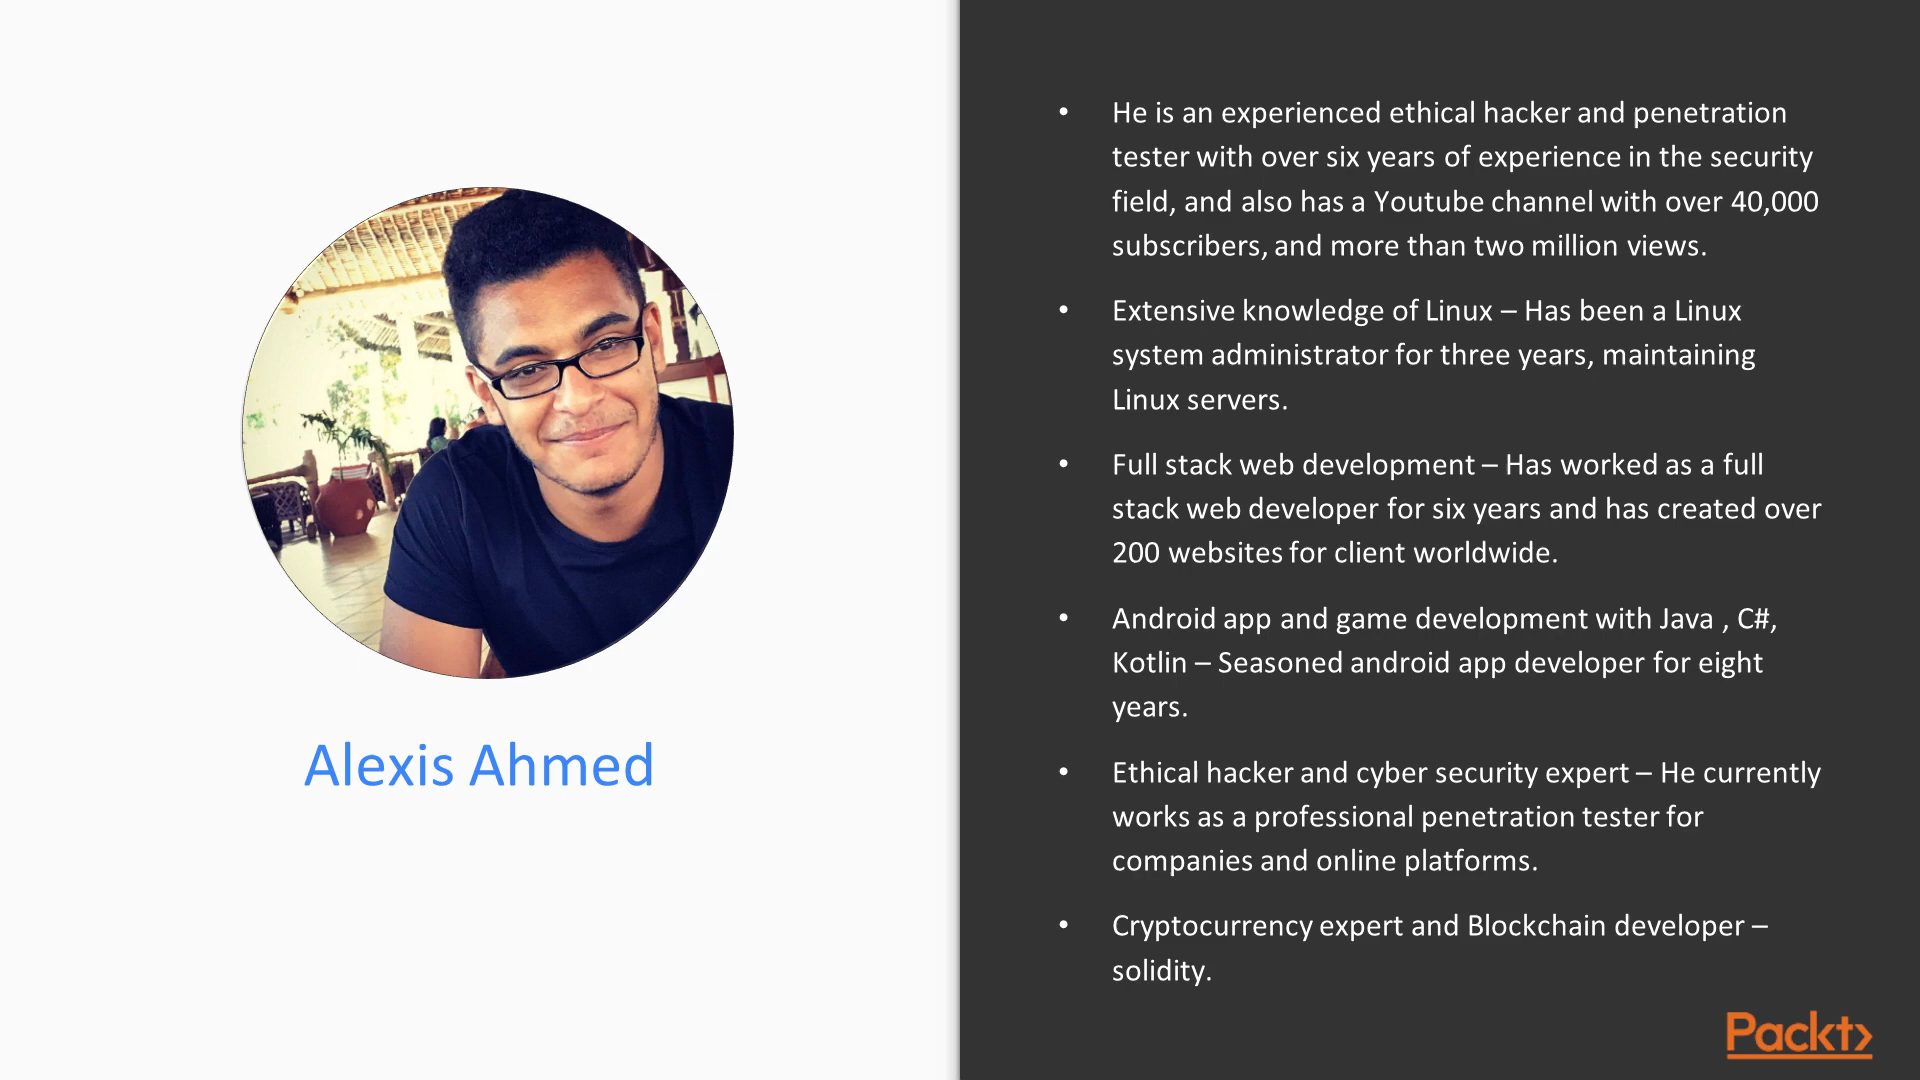 Alexis Ahmed
• He is an experienced ethical hacker and penetration
tester with over six years of experience in the security
field, and also has a Youtube channel with over 40,000
subscribers, and more than two million views.
• Extensive knowledge of Linux – Has been a Linux
system administrator for three years, maintaining
Linux servers.
• Full stack web development – Has worked as a full
stack web developer for six years and has created over
200 websites for client worldwide.
• Android app and game development with Java , C#,
Kotlin – Seasoned android app developer for eight
years.
• Ethical hacker and cyber security expert – He currently
works as a professional penetration tester for
companies and online platforms.
• Cryptocurrency expert and Blockchain developer –
solidity.
Packt>